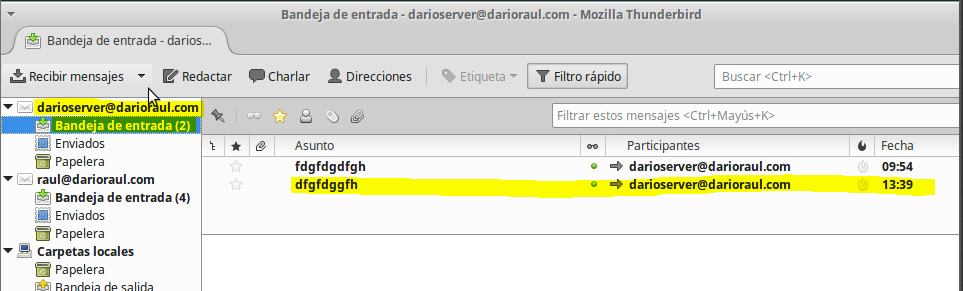 Bandeja de entrada - darioserver@darioraul.com - Mozilla Thunderbird
Bandeja de entrada - darios...
Recibir mensajes Redactar Charlar Direcciones Etiqueta Filtro rápido Buscar <Ctrl+K>
darioserver@darioraul.com
Filtrar estos mensajes <Ctrl+Mayús+K>
Bandeja de entrada (2)
Enviados
Papelera
raul@darioraul.com
Bandeja de entrada (4)
Enviados
Papelera
Carpetas locales
Papelera
Bandeja de salida
Asunto Participantes Fecha
fdgfdgdfgh darioserver@darioraul.com 09:54
dfgfdggfh darioserver@darioraul.com 13:39